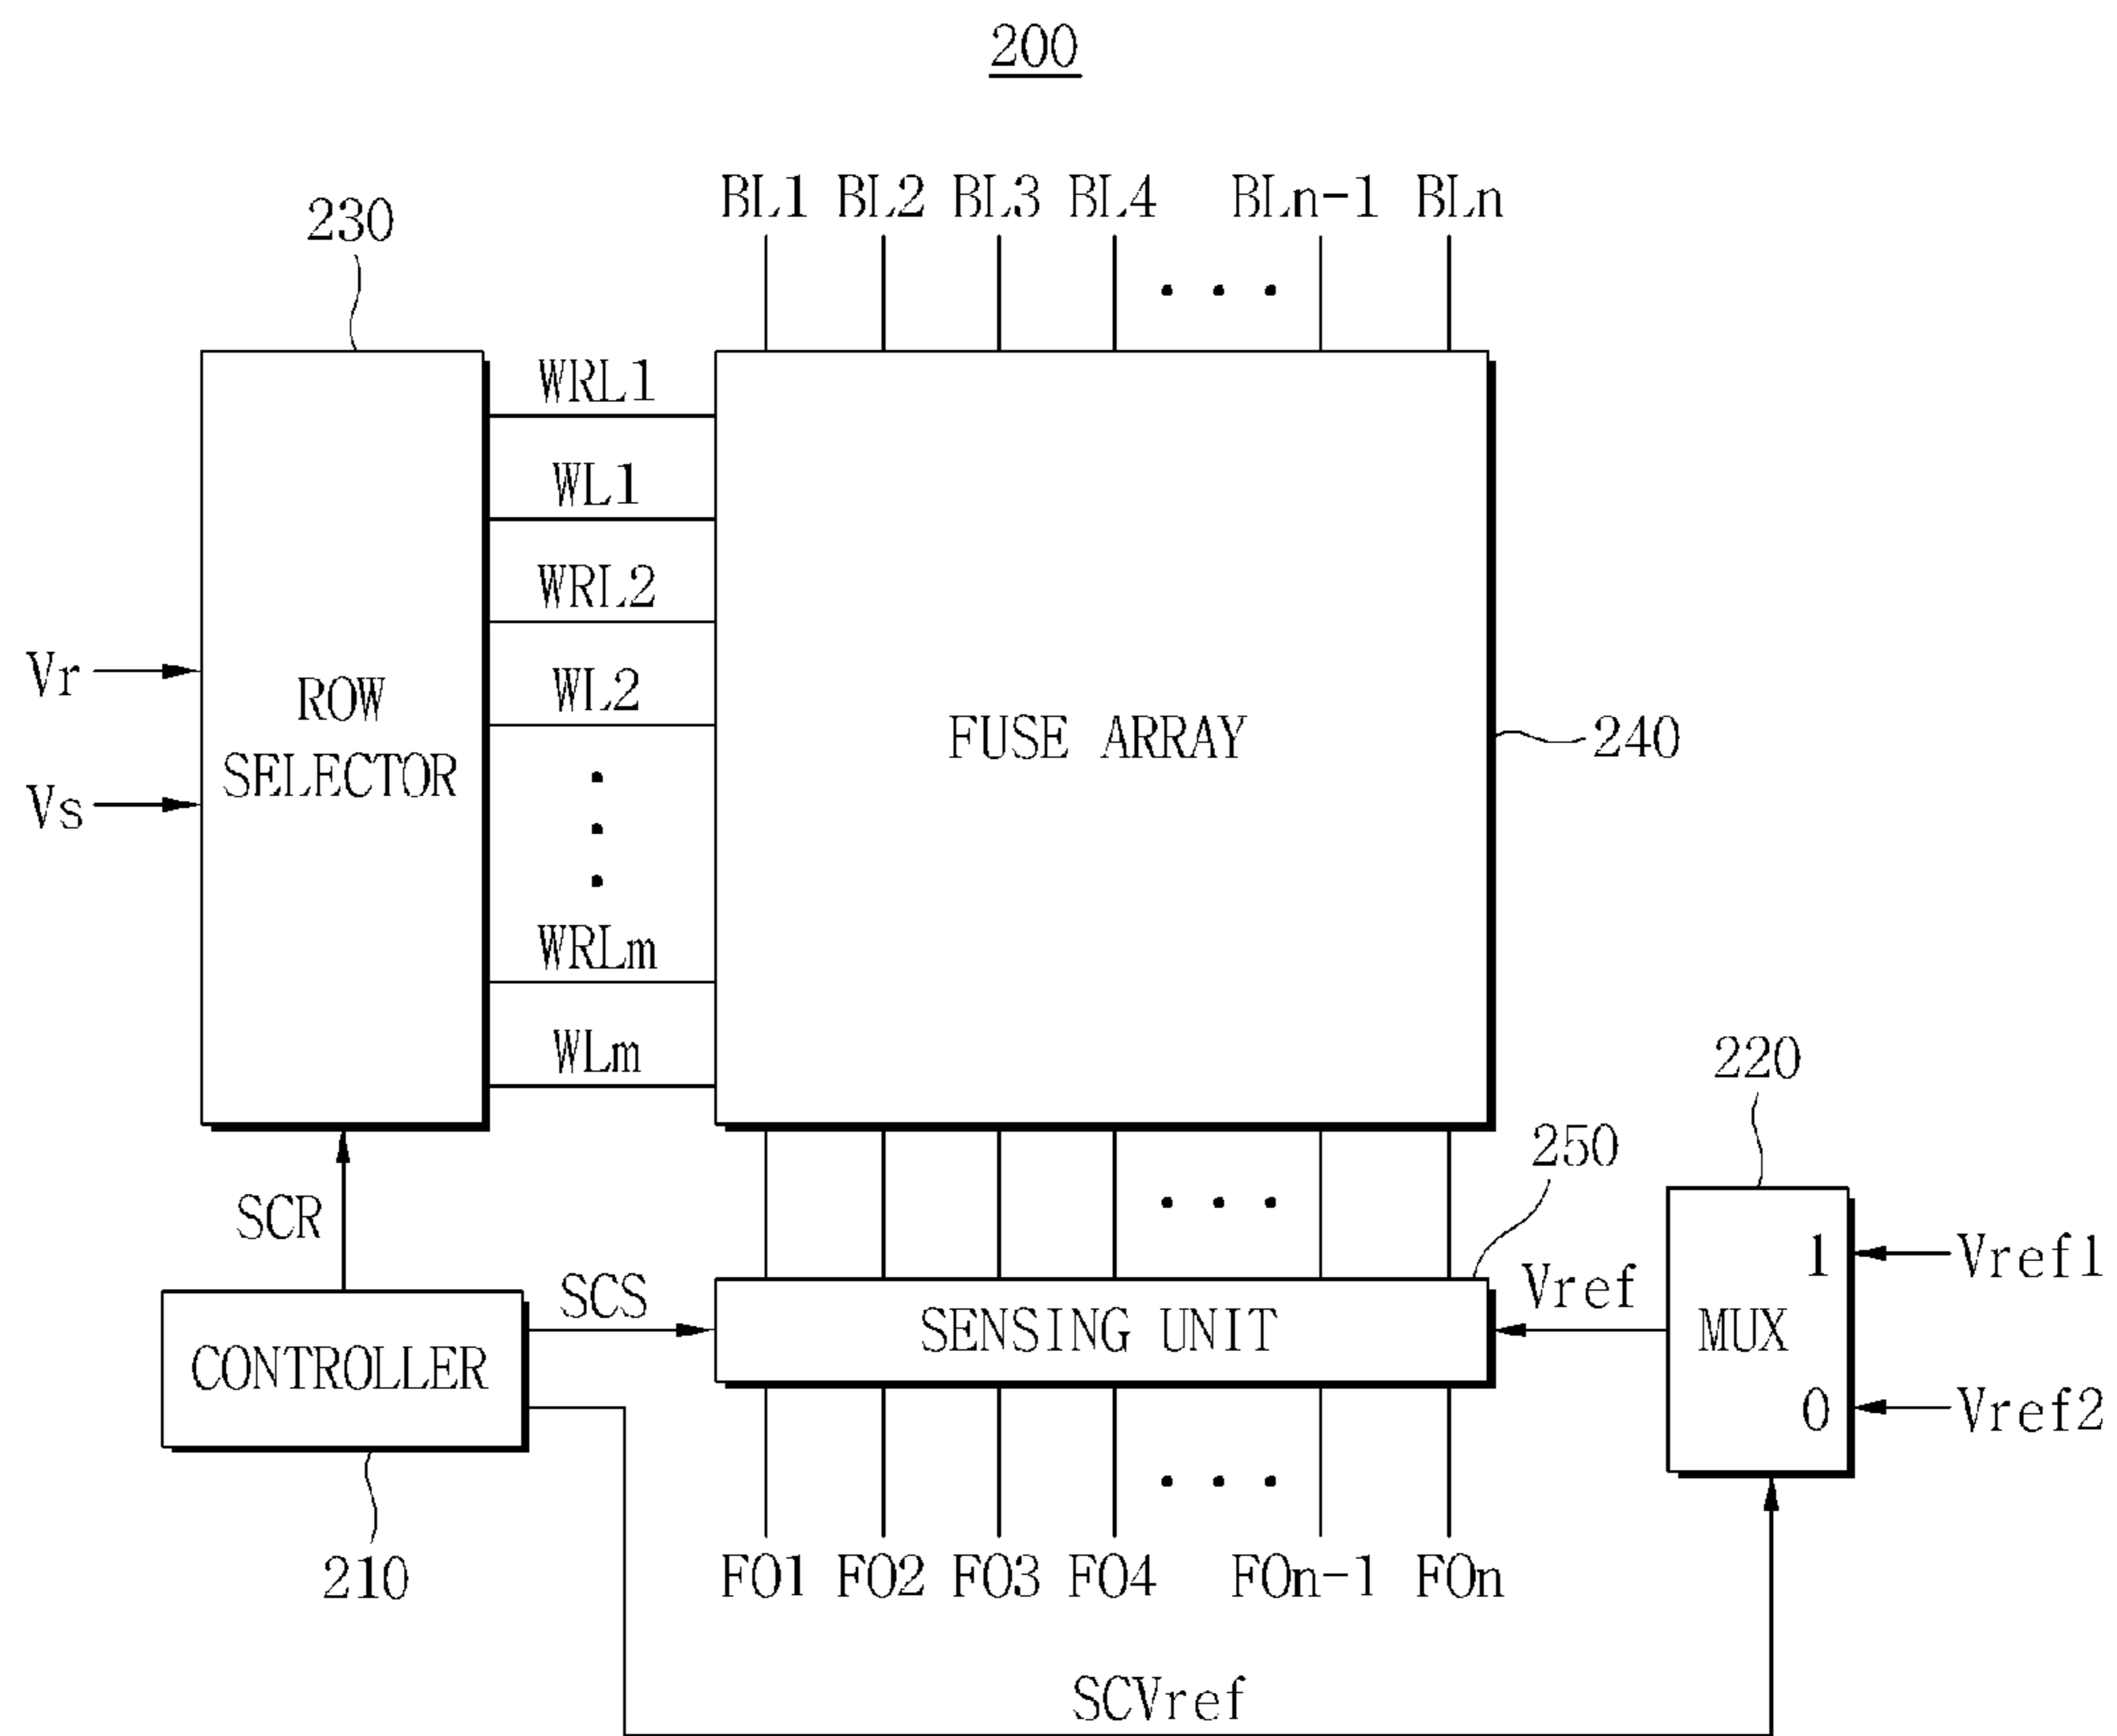 200
BL1 BL2 BL3 BL4 BLn-1 BLn
230
WRL1
WL1
WRL2
WL2
WRLm
WLm
Vr
Vs
ROW
SELECTOR
FUSE ARRAY
240
220
250
SCR
SCS
Vref
1
MUX
0
Vref1
Vref2
SENSING UNIT
CONTROLLER
210
FO1 FO2 FO3 FO4 FOn-1 FOn
SCVref